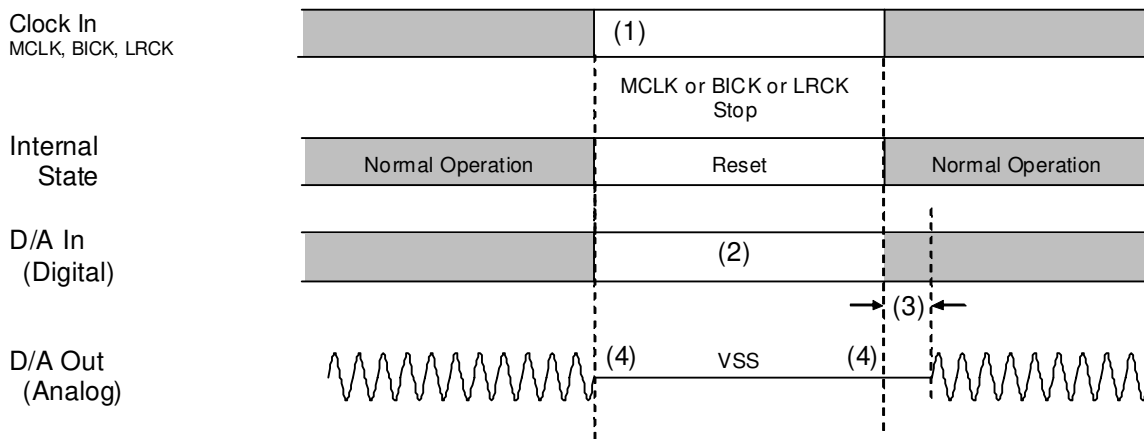 Clock In
MCLK, BICK, LRCK
(1)
MCLK or BICK or LRCK
Stop
Internal
State
Normal Operation
Reset
Normal Operation
D/A In
(Digital)
(2)
(3)
D/A Out
(Analog)
(4)
VSS
(4)